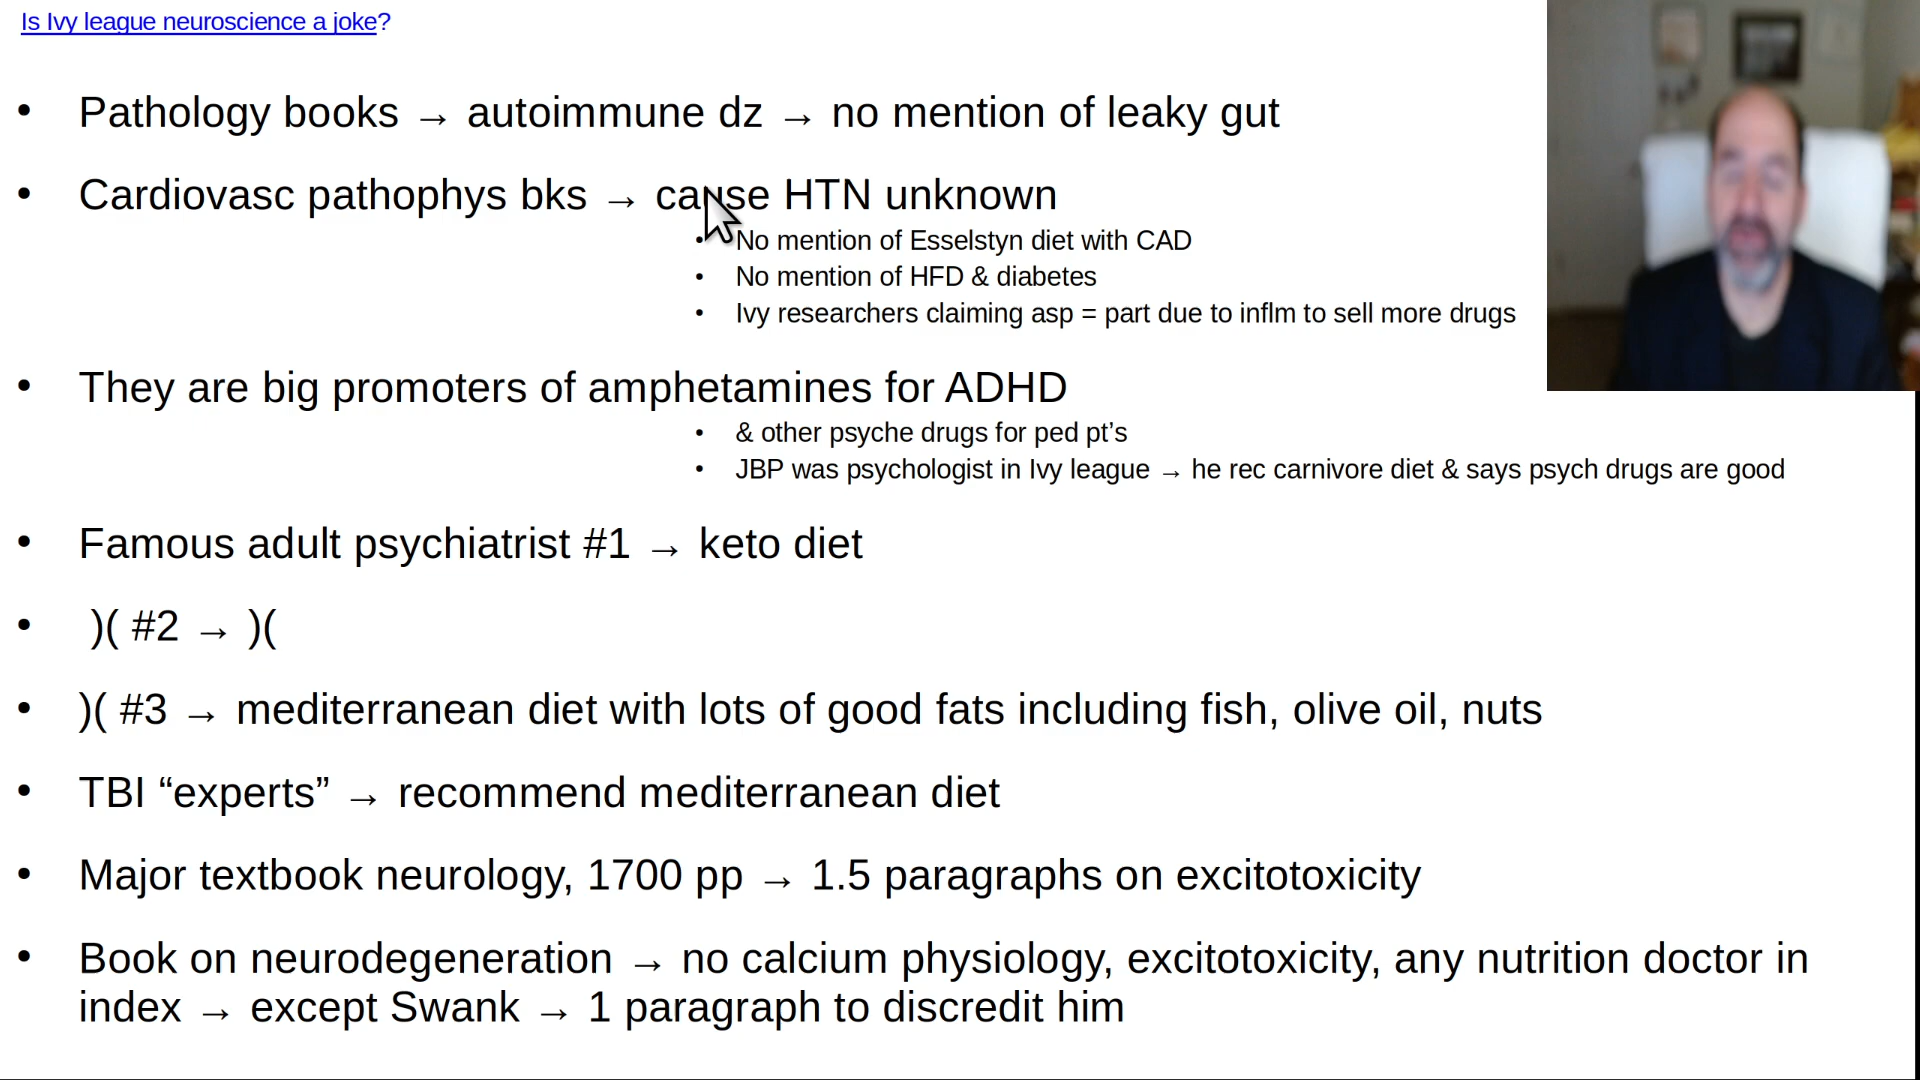 Is Ivy league neuroscience a joke?
• Pathology books → autoimmune dz → no mention of leaky gut
• Cardiovasc pathophys bks → cause HTN unknown
• No mention of Esselstyn diet with CAD
• No mention of HFD & diabetes
• Ivy researchers claiming asp = part due to inflm to sell more drugs
• They are big promoters of amphetamines for ADHD
• & other psyche drugs for ped pt’s
• JBP was psychologist in Ivy league → he rec carnivore diet & says psych drugs are good
• Famous adult psychiatrist #1 → keto diet
• )( #2 → )(
• )( #3 → mediterranean diet with lots of good fats including fish, olive oil, nuts
• TBI “experts” → recommend mediterranean diet
• Major textbook neurology, 1700 pp → 1.5 paragraphs on excitotoxicity
• Book on neurodegeneration → no calcium physiology, excitotoxicity, any nutrition doctor in
index → except Swank → 1 paragraph to discredit him